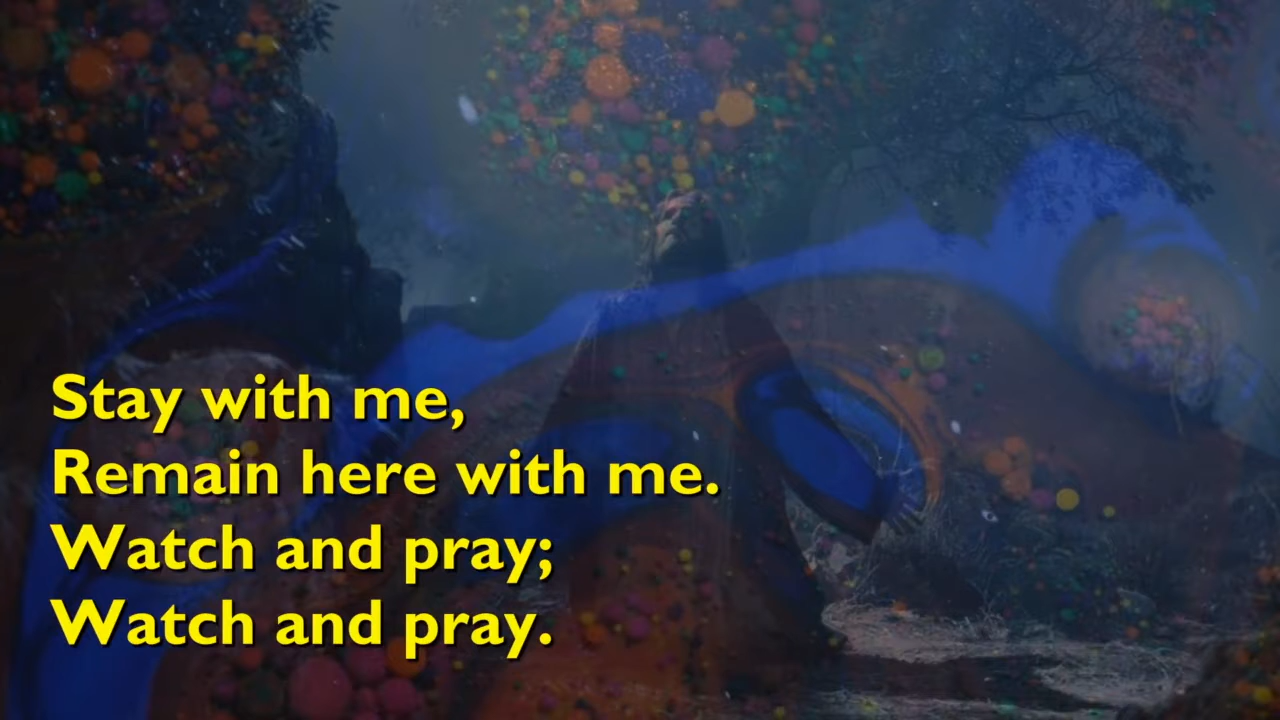 Stay with me,
Remain here with me.
Watch and pray;
Watch and pray.